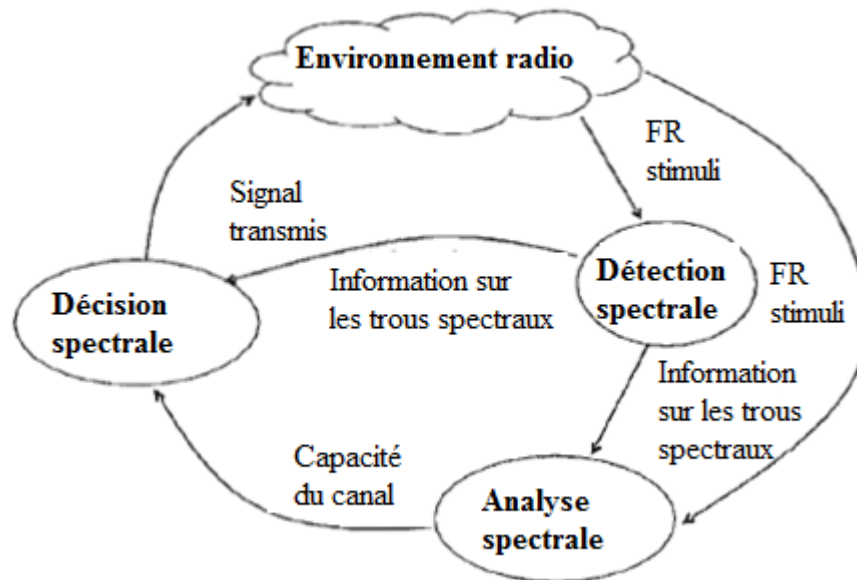 Environnement radio
FR
stimuli
Signal
transmis
Information sur
les trous spectraux
Détection
spectrale
FR
stimuli
Décision
spectrale
Information
sur les trous
spectraux
Capacité
du canal
Analyse
spectrale